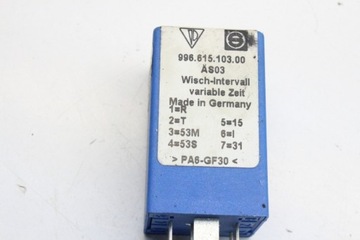 996.615.103.00
ÄS03
Wisch-Intervall
variable Zeit
Made in Germany
1=R
2=T 5=15
3=53M 6=I
4=53S 7=31
> PA6-GF30 <